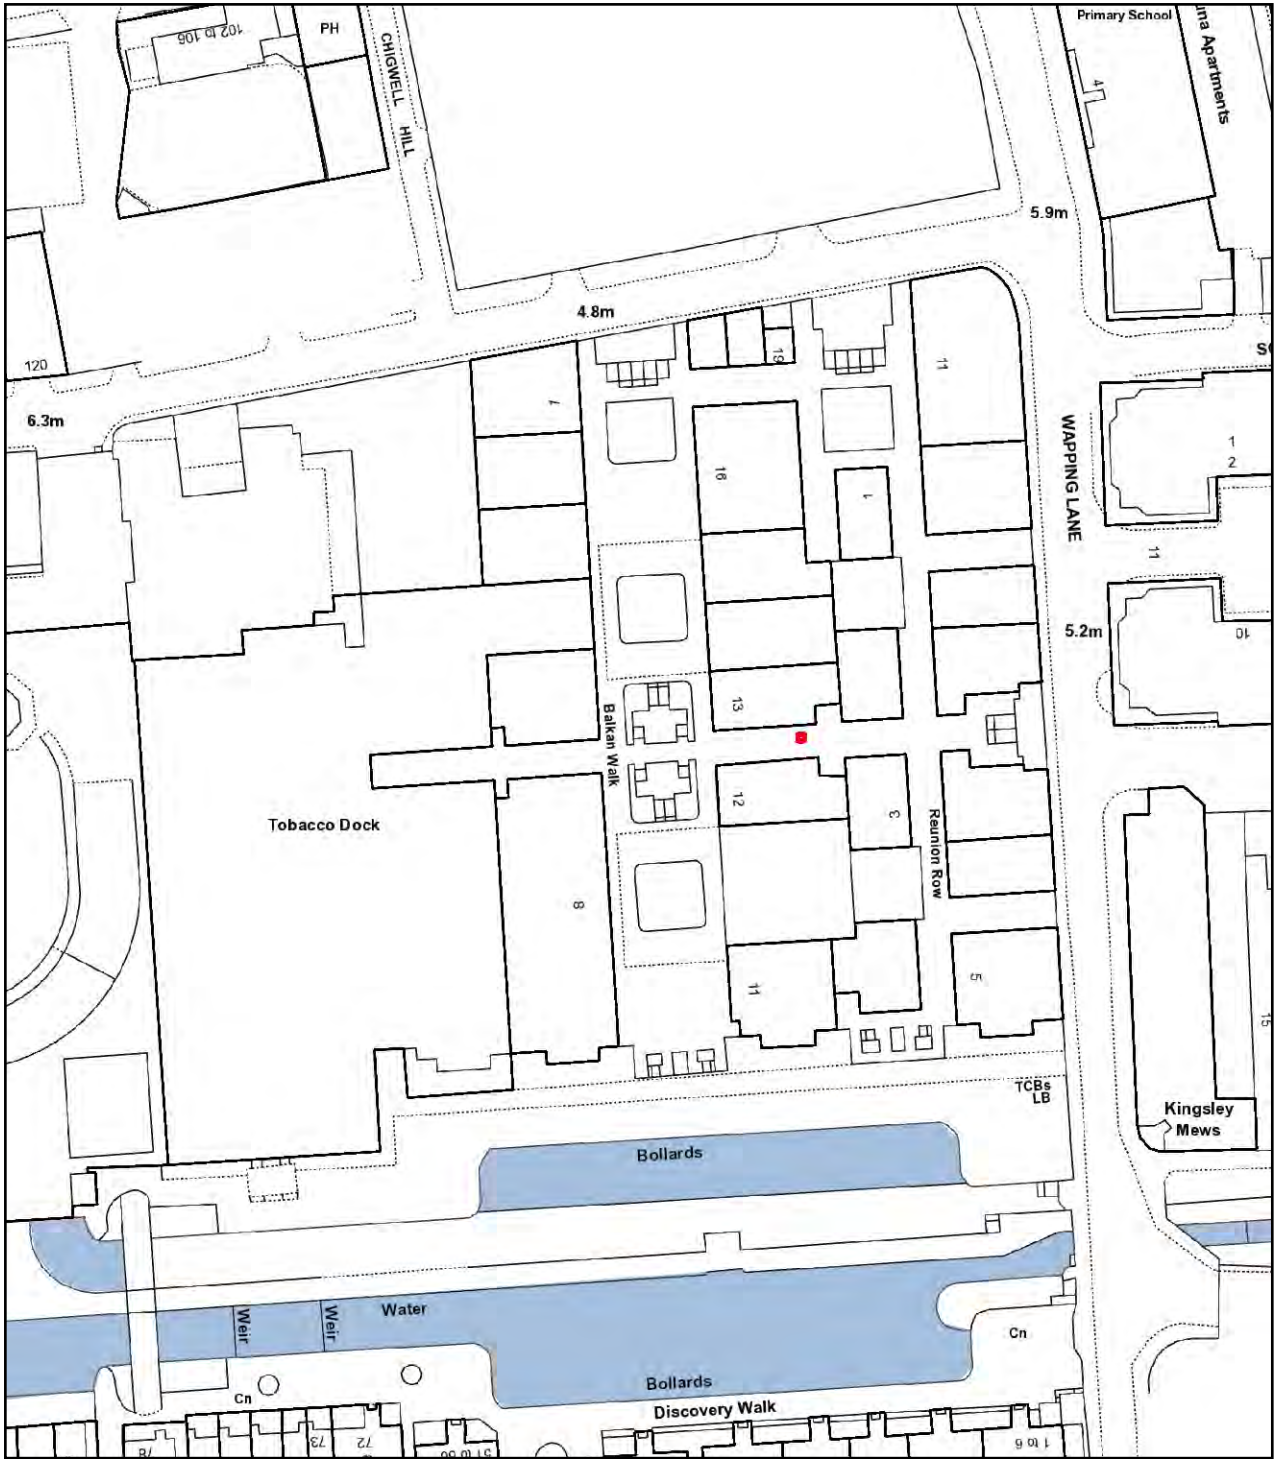 102 to 106
PH
CHIGWELL HILL
Primary School
una Apartments
4
5.9m
4.8m
120
6.3m
19
11
16
1
WAPPING LANE
1
2
11
10
5.2m
13
Balkan Walk
12
3
Reunion Row
Tobacco Dock
8
11
5
15
TCBs
LB
Kingsley
Mews
Bollards
Water
Weir
Weir
Cn
Bollards
Cn
Discovery Walk
78
73
72
1 to 6